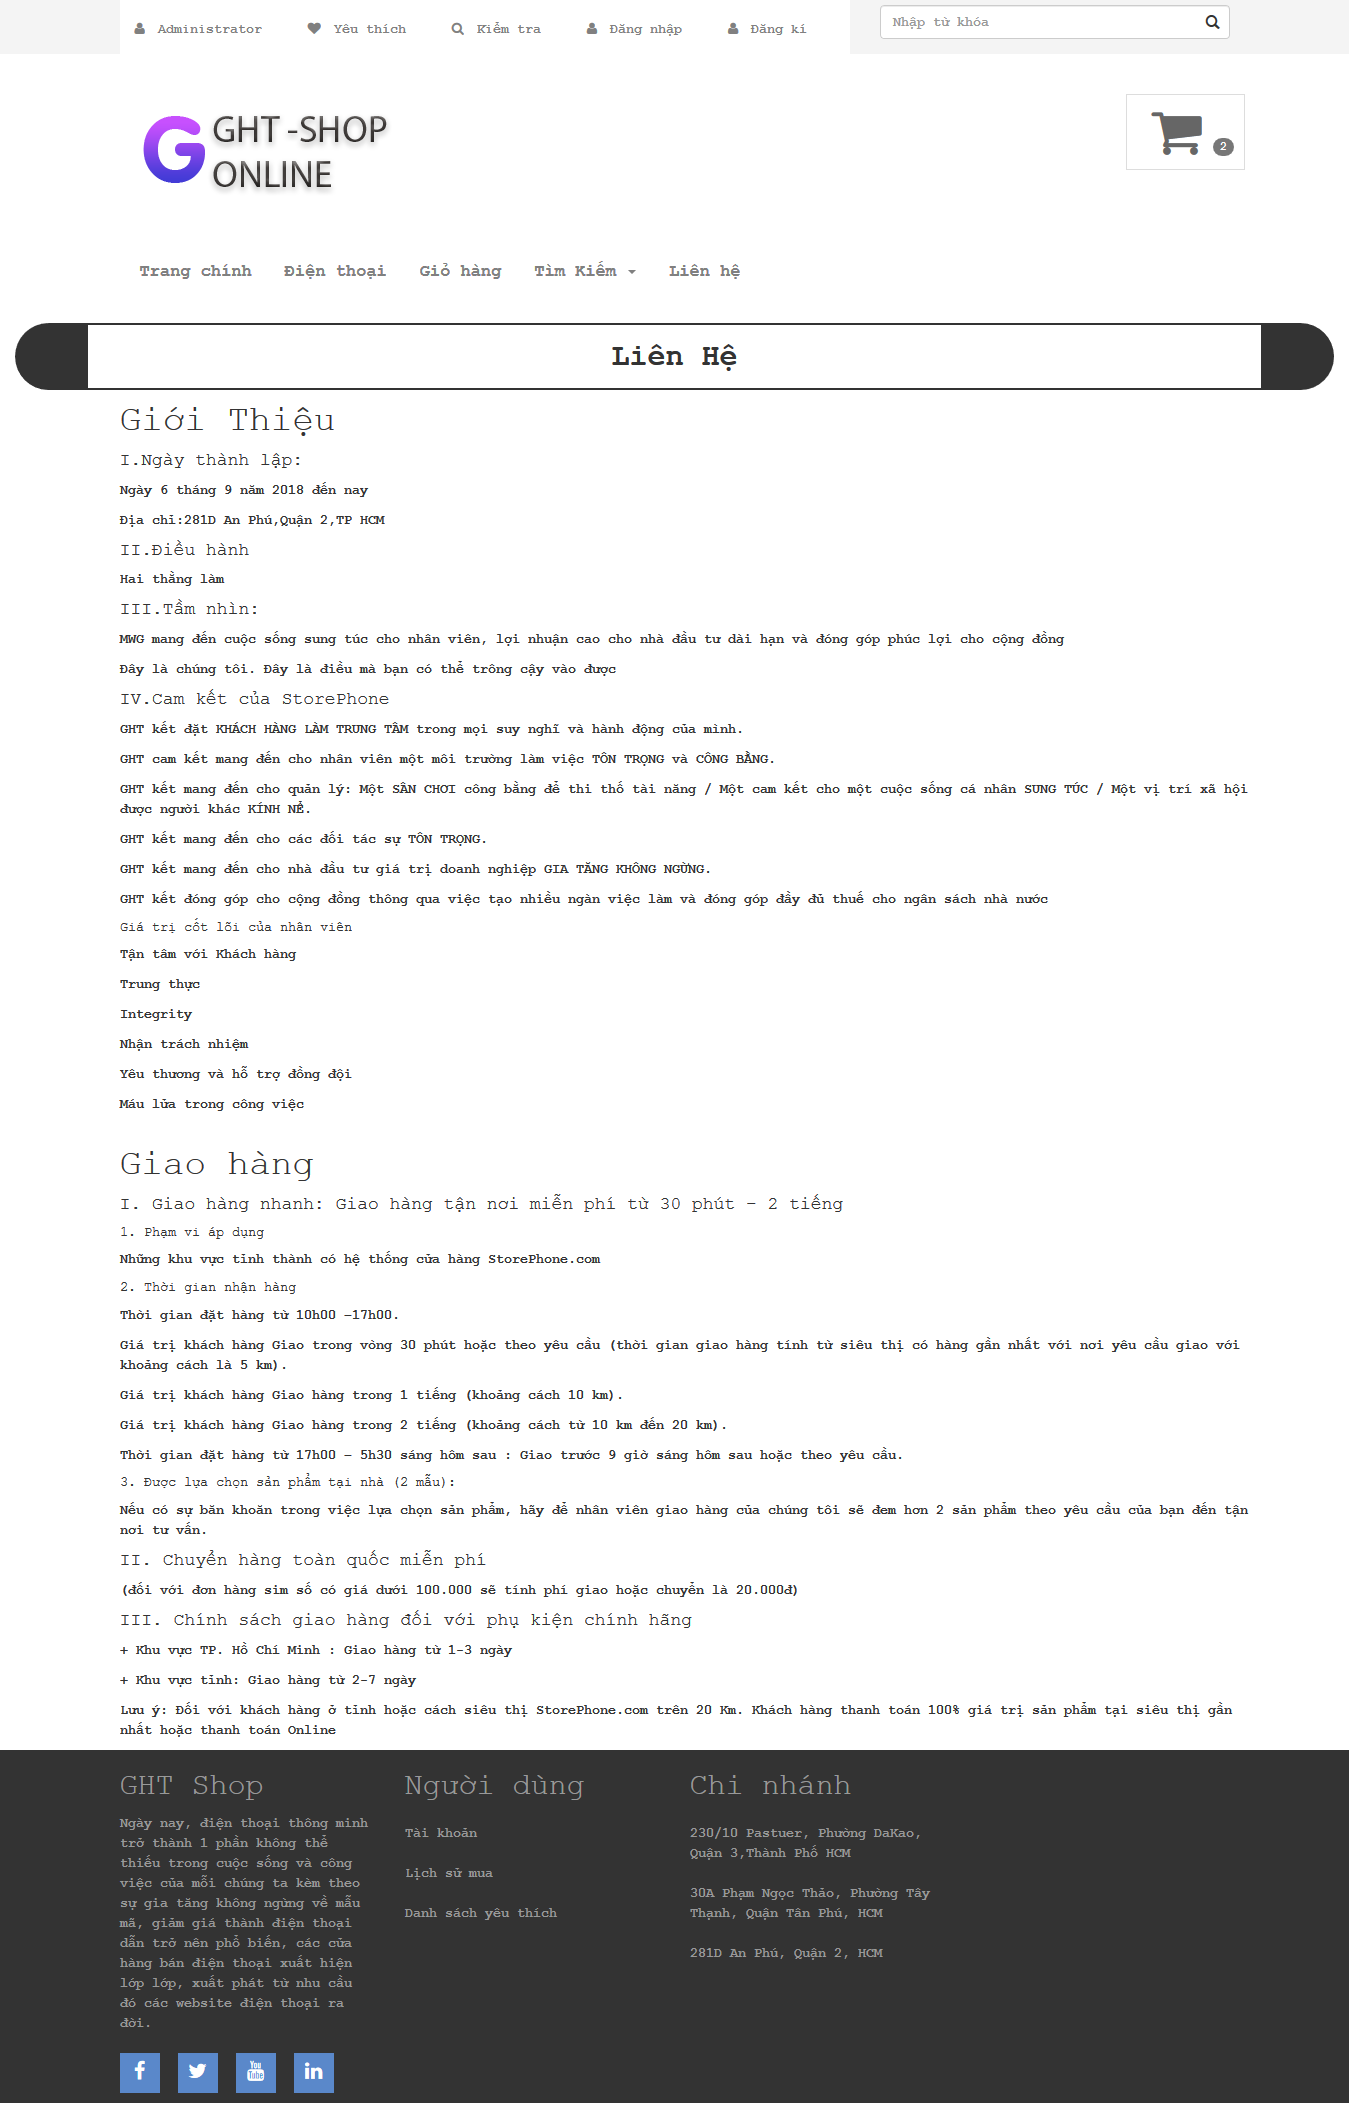 Administrator Yêu thích Kiểm tra Đăng nhập Đăng kí Nhập từ khóa
G GHT -SHOP
ONLINE
2
Trang chính Điện thoại Giỏ hàng Tìm Kiếm Liên hệ
Liên Hệ
Giới Thiệu
I.Ngày thành lập:
Ngày 6 tháng 9 năm 2018 đến nay
Địa chỉ:281D An Phú,Quận 2,TP HCM
II.Điều hành
Hai thằng làm
III.Tầm nhìn:
MWG mang đến cuộc sống sung túc cho nhân viên, lợi nhuận cao cho nhà đầu tư dài hạn và đóng góp phúc lợi cho cộng đồng
Đây là chúng tôi. Đây là điều mà bạn có thể trông cậy vào được
IV.Cam kết của StorePhone
GHT kết đặt KHÁCH HÀNG LÀM TRUNG TÂM trong mọi suy nghĩ và hành động của mình.
GHT cam kết mang đến cho nhân viên một môi trường làm việc TÔN TRỌNG và CÔNG BẰNG.
GHT kết mang đến cho quản lý: Một SÂN CHƠI công bằng để thi thố tài năng / Một cam kết cho một cuộc sống cá nhân SUNG TÚC / Một vị trí xã hội
được người khác KÍNH NỂ.
GHT kết mang đến cho các đối tác sự TÔN TRỌNG.
GHT kết mang đến cho nhà đầu tư giá trị doanh nghiệp GIA TĂNG KHÔNG NGỪNG.
GHT kết đóng góp cho cộng đồng thông qua việc tạo nhiều ngàn việc làm và đóng góp đầy đủ thuế cho ngân sách nhà nước
Giá trị cốt lõi của nhân viên
Tận tâm với Khách hàng
Trung thực
Integrity
Nhận trách nhiệm
Yêu thương và hỗ trợ đồng đội
Máu lửa trong công việc
Giao hàng
I. Giao hàng nhanh: Giao hàng tận nơi miễn phí từ 30 phút – 2 tiếng
1. Phạm vi áp dụng
Những khu vực tỉnh thành có hệ thống cửa hàng StorePhone.com
2. Thời gian nhận hàng
Thời gian đặt hàng từ 10h00 –17h00.
Giá trị khách hàng Giao trong vòng 30 phút hoặc theo yêu cầu (thời gian giao hàng tính từ siêu thị có hàng gần nhất với nơi yêu cầu giao với
khoảng cách là 5 km).
Giá trị khách hàng Giao hàng trong 1 tiếng (khoảng cách 10 km).
Giá trị khách hàng Giao hàng trong 2 tiếng (khoảng cách từ 10 km đến 20 km).
Thời gian đặt hàng từ 17h00 – 5h30 sáng hôm sau : Giao trước 9 giờ sáng hôm sau hoặc theo yêu cầu.
3. Được lựa chọn sản phẩm tại nhà (2 mẫu):
Nếu có sự băn khoăn trong việc lựa chọn sản phẩm, hãy để nhân viên giao hàng của chúng tôi sẽ đem hơn 2 sản phẩm theo yêu cầu của bạn đến tận
nơi tư vấn.
II. Chuyển hàng toàn quốc miễn phí
(đối với đơn hàng sim số có giá dưới 100.000 sẽ tính phí giao hoặc chuyển là 20.000đ)
III. Chính sách giao hàng đối với phụ kiện chính hãng
+ Khu vực TP. Hồ Chí Minh : Giao hàng từ 1-3 ngày
+ Khu vực tỉnh: Giao hàng từ 2-7 ngày
Lưu ý: Đối với khách hàng ở tỉnh hoặc cách siêu thị StorePhone.com trên 20 Km. Khách hàng thanh toán 100% giá trị sản phẩm tại siêu thị gần
nhất hoặc thanh toán Online
GHT Shop
Ngày nay, điện thoại thông minh
trở thành 1 phần không thể
thiếu trong cuộc sống và công
việc của mỗi chúng ta kèm theo
sự gia tăng không ngừng về mẫu
mã, giảm giá thành điện thoại
dẫn trở nên phổ biến, các cửa
hàng bán điện thoại xuất hiện
lớp lớp, xuất phát từ nhu cầu
đó các website điện thoại ra
đời.
Người dùng
Tài khoản
Lịch sử mua
Danh sách yêu thích
Chi nhánh
230/10 Pastuer, Phường DaKao,
Quận 3,Thành Phố HCM
30A Phạm Ngọc Thảo, Phường Tây
Thạnh, Quận Tân Phú, HCM
281D An Phú, Quận 2, HCM
You
Tube